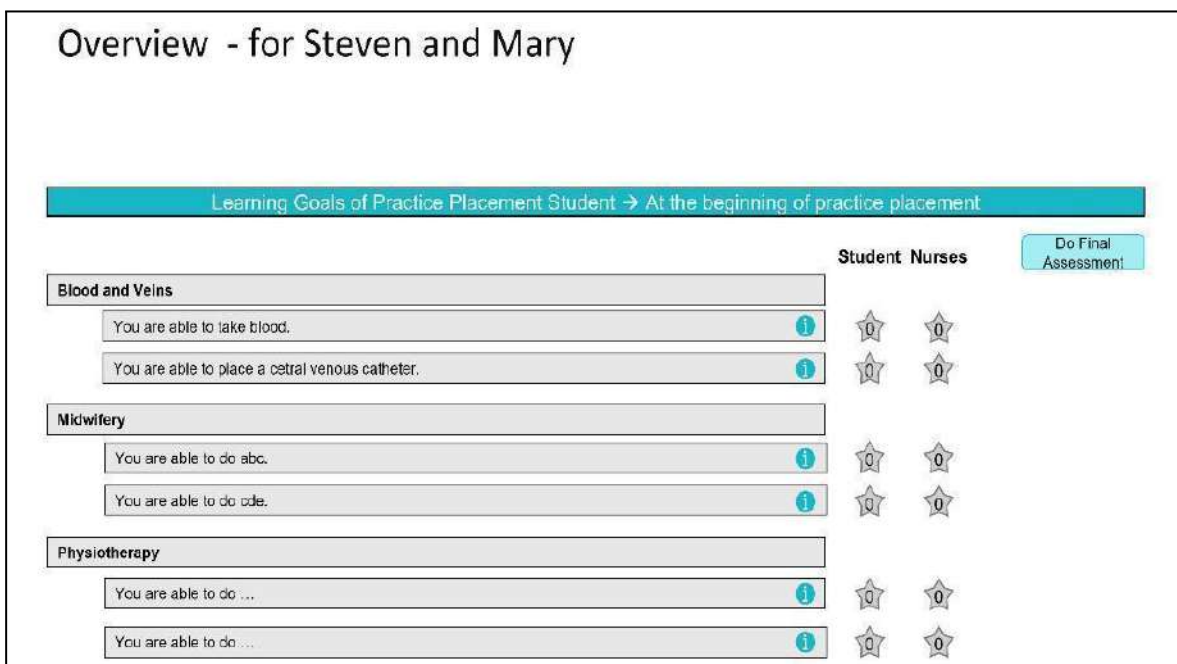 Overview - for Steven and Mary
Learning Goals of Practice Placement Student → At the beginning of practice placement
Student Nurses
Do Final
Assessment
Blood and Veins
You are able to take blood.
i
0
0
You are able to place a cetral venous catheter.
i
0
0
Midwifery
You are able to do abc.
i
0
0
You are able to do cde.
i
0
0
Physiotherapy
You are able to do ...
i
0
0
You are able to do ...
i
0
0